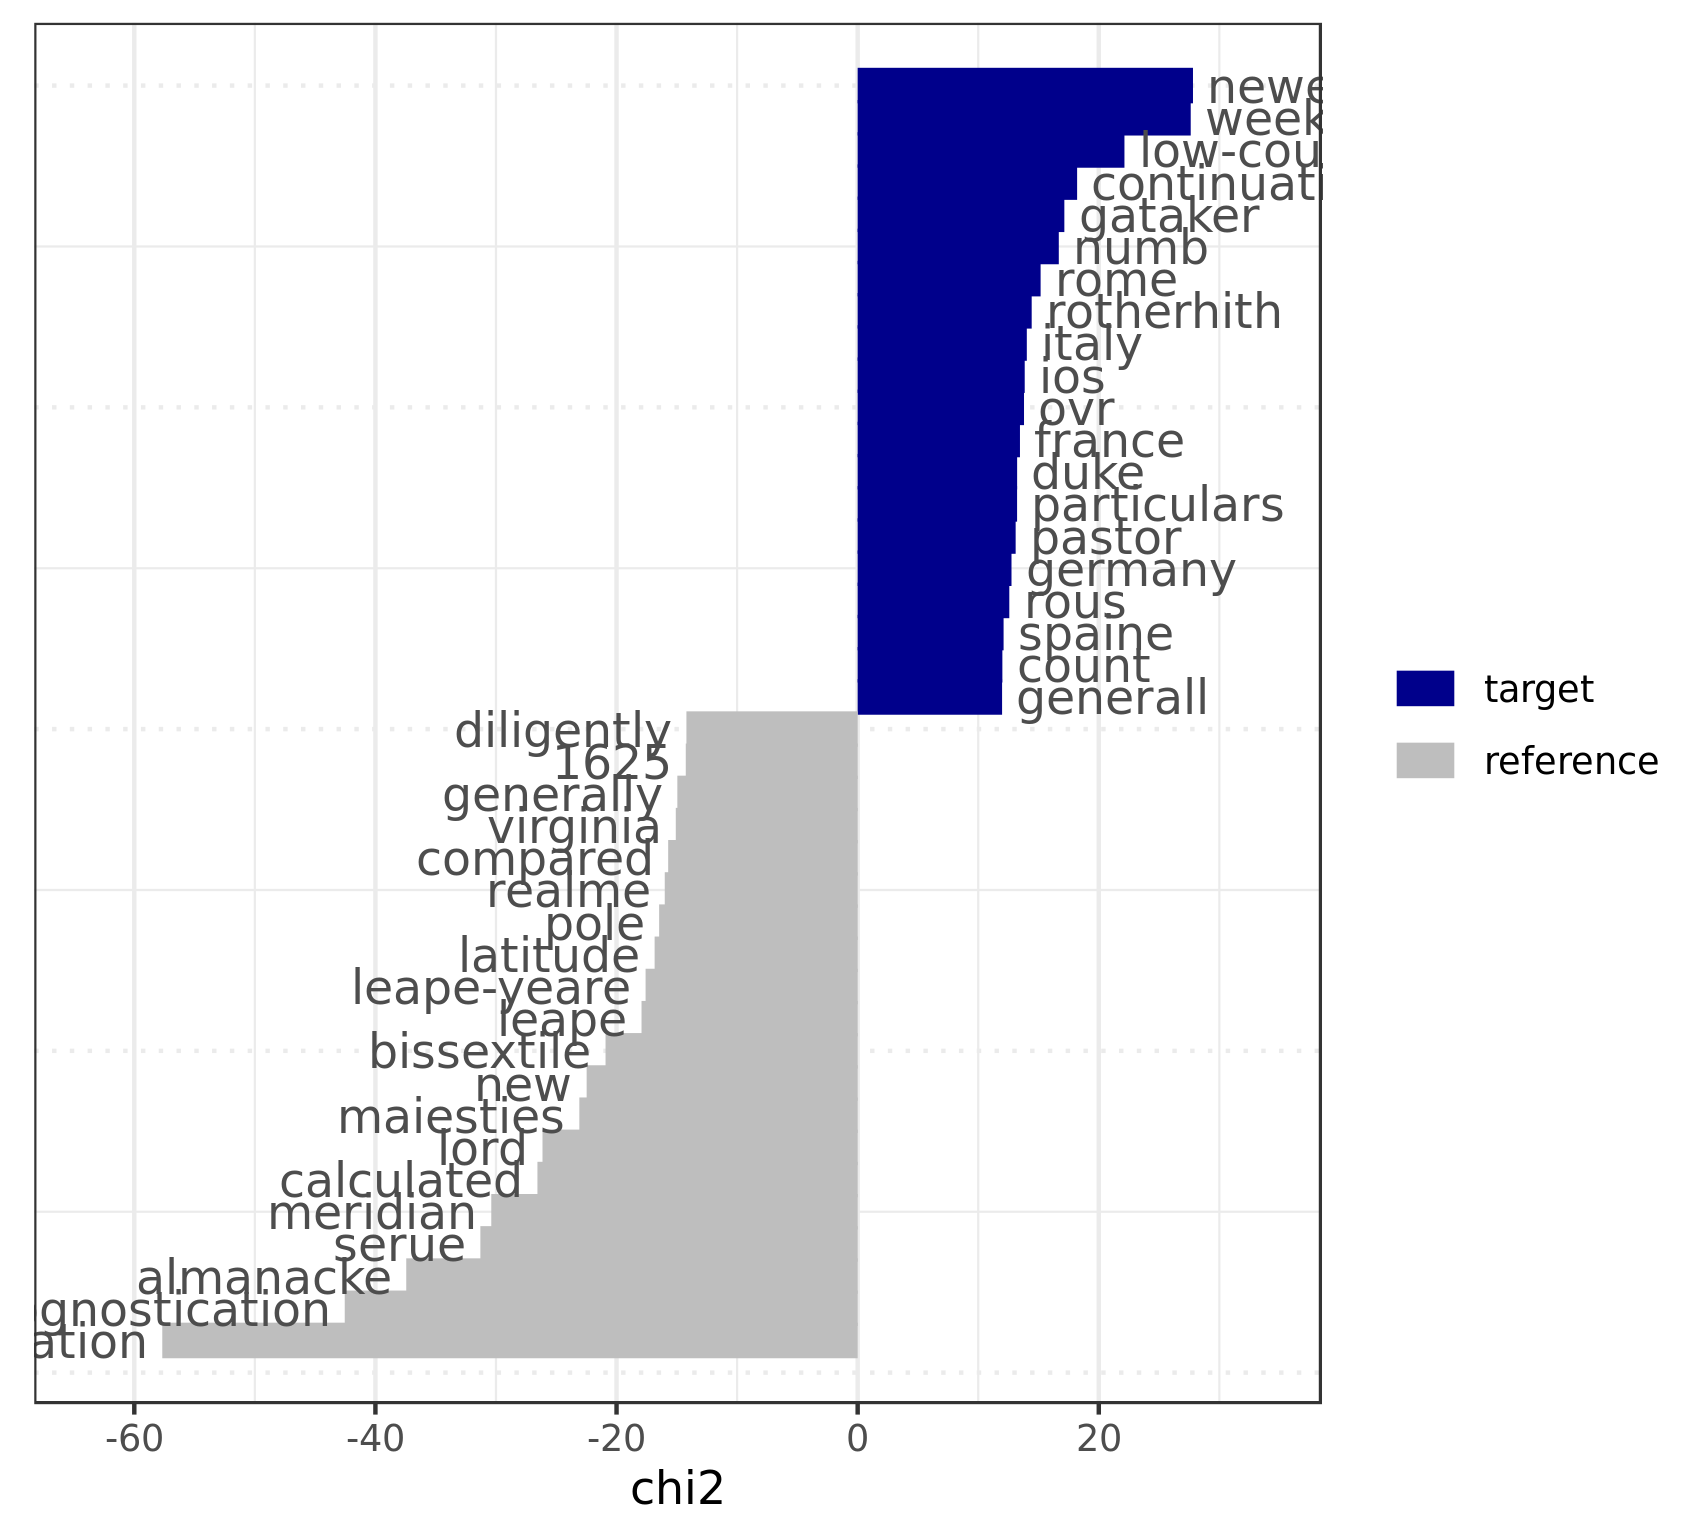 newe
week
low-cou
continuati
gataker
numb
rome
rotherhith
italy
ios
ovr
france
duke
particulars
pastor
germany
rous
spaine
count
generall
diligently
1625
generally
virginia
compared
realme
pole
latitude
leape-yeare
leape
bissextile
new
maiesties
lord
calculated
meridian
serue
almanacke
gnostication
ation
target
reference
-60 -40 -20 0 20
chi2